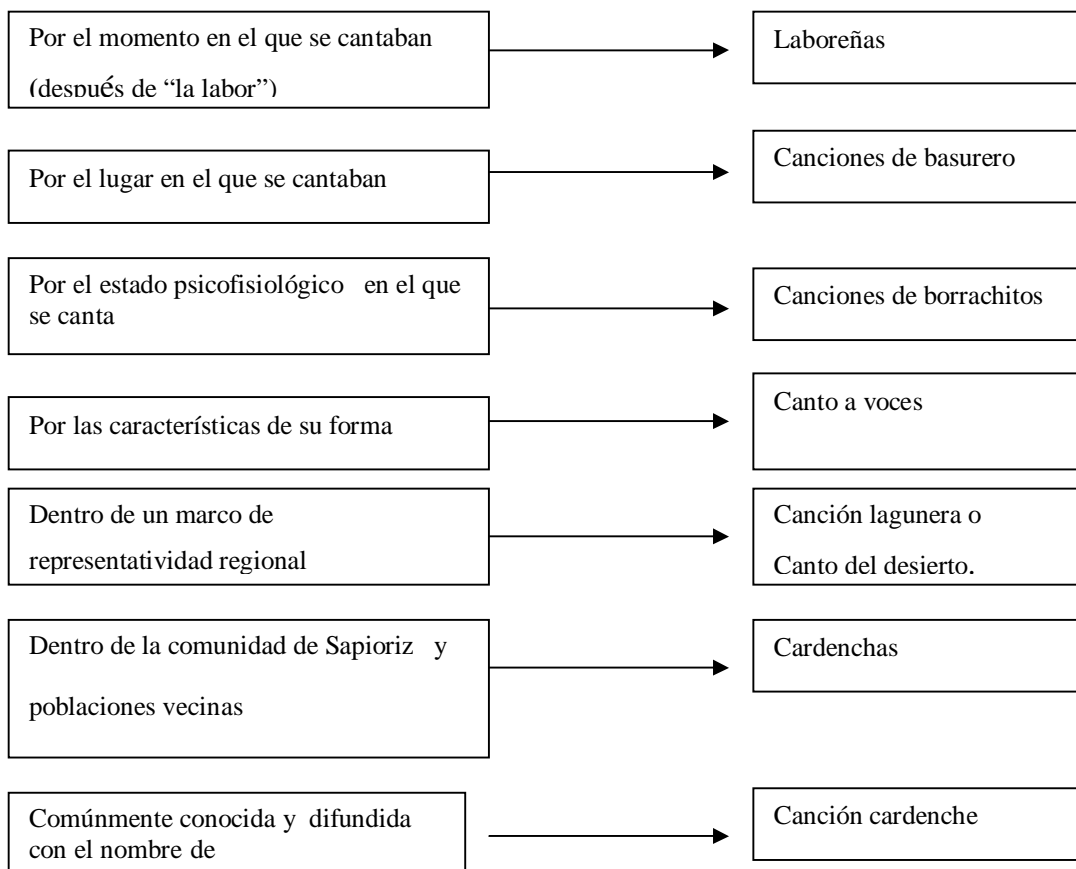 Por el momento en el que se cantaban
(después de “la labor”)
Laboreñas
Por el lugar en el que se cantaban
Canciones de basurero
Por el estado psicofisiológico en el que
se canta
Canciones de borrachitos
Por las características de su forma
Canto a voces
Dentro de un marco de
representatividad regional
Canción lagunera o
Canto del desierto.
Dentro de la comunidad de Sapioriz y
poblaciones vecinas
Cardenchas
Comúnmente conocida y difundida
con el nombre de
Canción cardenche